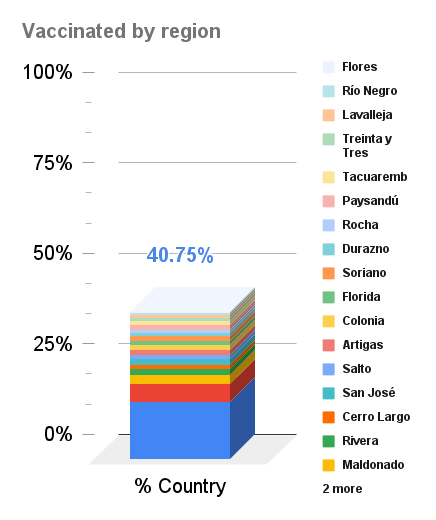 Vaccinated by region
100%
75%
50%
25%
0%
40.75%
% Country
Flores
Río Negro
Lavalleja
Treinta y
Tres
Tacuaremb
Paysandú
Rocha
Durazno
Soriano
Florida
Colonia
Artigas
Salto
San José
Cerro Largo
Rivera
Maldonado
2 more